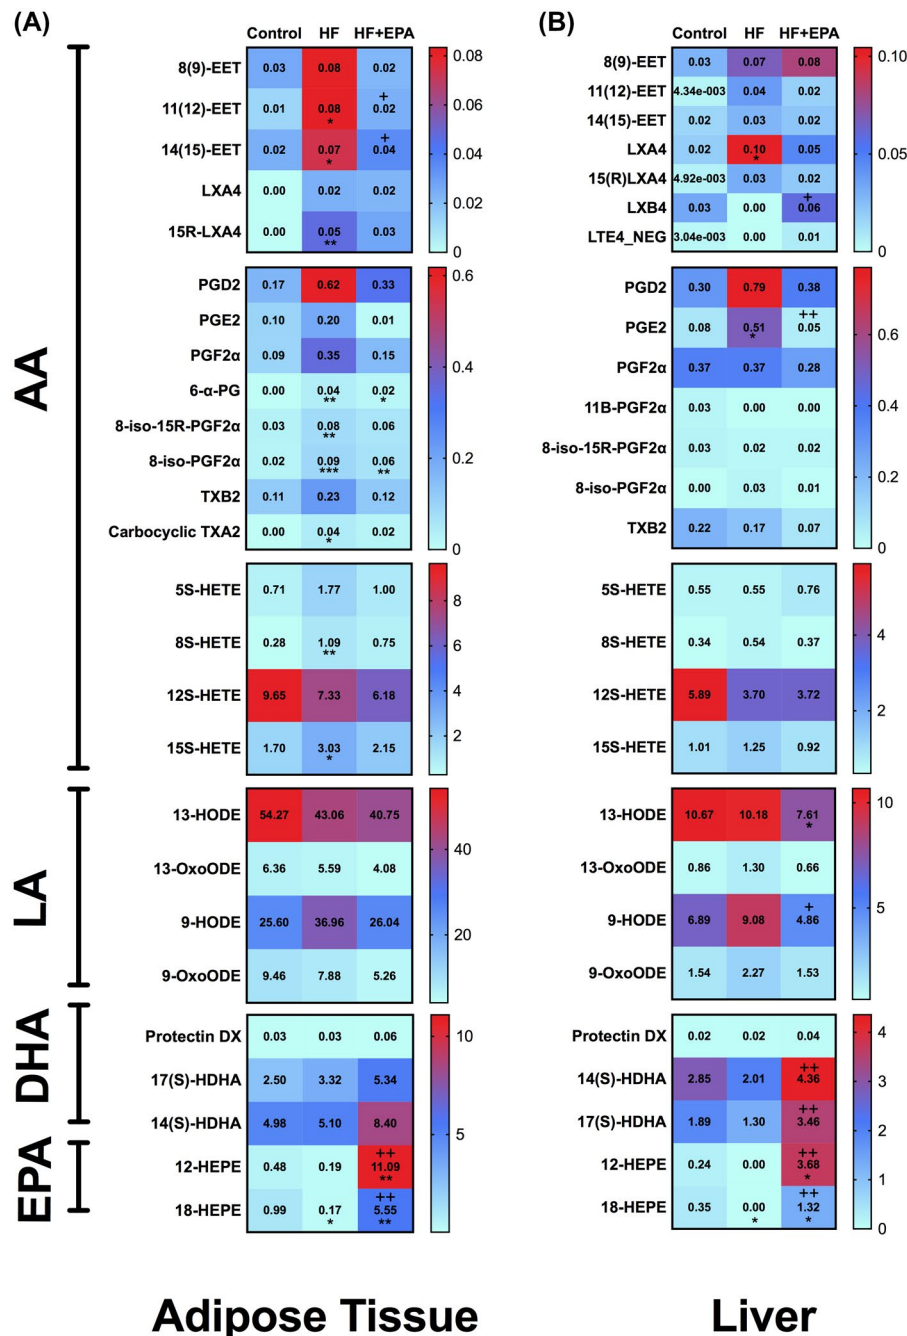 (A)
Control HF HF+EPA
8(9)-EET 0.03 0.08 0.02
+
11(12)-EET 0.01 0.08 0.02
*
+
14(15)-EET 0.02 0.07 0.04
*
LXA4 0.00 0.02 0.02
15R-LXA4 0.00 0.05 0.03
**
0.08
0.06
0.04
0.02
0
PGD2 0.17 0.62 0.33
PGE2 0.10 0.20 0.01
PGF2α 0.09 0.35 0.15
6-α-PG 0.00 0.04 0.02
** *
8-iso-15R-PGF2α 0.03 0.08 0.06
**
8-iso-PGF2α 0.02 0.09 0.06
*** **
TXB2 0.11 0.23 0.12
Carbocyclic TXA2 0.00 0.04 0.02
*
0.6
0.4
0.2
0
5S-HETE 0.71 1.77 1.00
8S-HETE 0.28 1.09 0.75
**
12S-HETE 9.65 7.33 6.18
15S-HETE 1.70 3.03 2.15
*
8
6
4
2
AA
13-HODE 54.27 43.06 40.75
13-OxoODE 6.36 5.59 4.08
9-HODE 25.60 36.96 26.04
9-OxoODE 9.46 7.88 5.26
40
20
LA
Protectin DX 0.03 0.03 0.06
17(S)-HDHA 2.50 3.32 5.34
14(S)-HDHA 4.98 5.10 8.40
DHA
++
12-HEPE 0.48 0.19 11.09
**
++
18-HEPE 0.99 0.17 5.55
* **
10
5
EPA
Adipose Tissue
(B)
Control HF HF+EPA
8(9)-EET 0.03 0.07 0.08
11(12)-EET 4.34e-003 0.04 0.02
14(15)-EET 0.02 0.03 0.02
LXA4 0.02 0.10 0.05
*
15(R)LXA4 4.92e-003 0.03 0.02
+
LXB4 0.03 0.00 0.06
LTE4_NEG 3.04e-003 0.00 0.01
0.10
0.05
0
PGD2 0.30 0.79 0.38
++
PGE2 0.08 0.51 0.05
*
PGF2α 0.37 0.37 0.28
11B-PGF2α 0.03 0.00 0.00
8-iso-15R-PGF2α 0.03 0.02 0.02
8-iso-PGF2α 0.00 0.03 0.01
TXB2 0.22 0.17 0.07
0.6
0.4
0.2
0
5S-HETE 0.55 0.55 0.76
8S-HETE 0.34 0.54 0.37
12S-HETE 5.89 3.70 3.72
15S-HETE 1.01 1.25 0.92
4
2
13-HODE 10.67 10.18 7.61
*
13-OxoODE 0.86 1.30 0.66
+
9-HODE 6.89 9.08 4.86
9-OxoODE 1.54 2.27 1.53
10
5
Protectin DX 0.02 0.02 0.04
++
14(S)-HDHA 2.85 2.01 4.36
++
17(S)-HDHA 1.89 1.30 3.46
++
12-HEPE 0.24 0.00 3.68
*
++
18-HEPE 0.35 0.00 1.32
* *
4
3
2
1
0
Liver